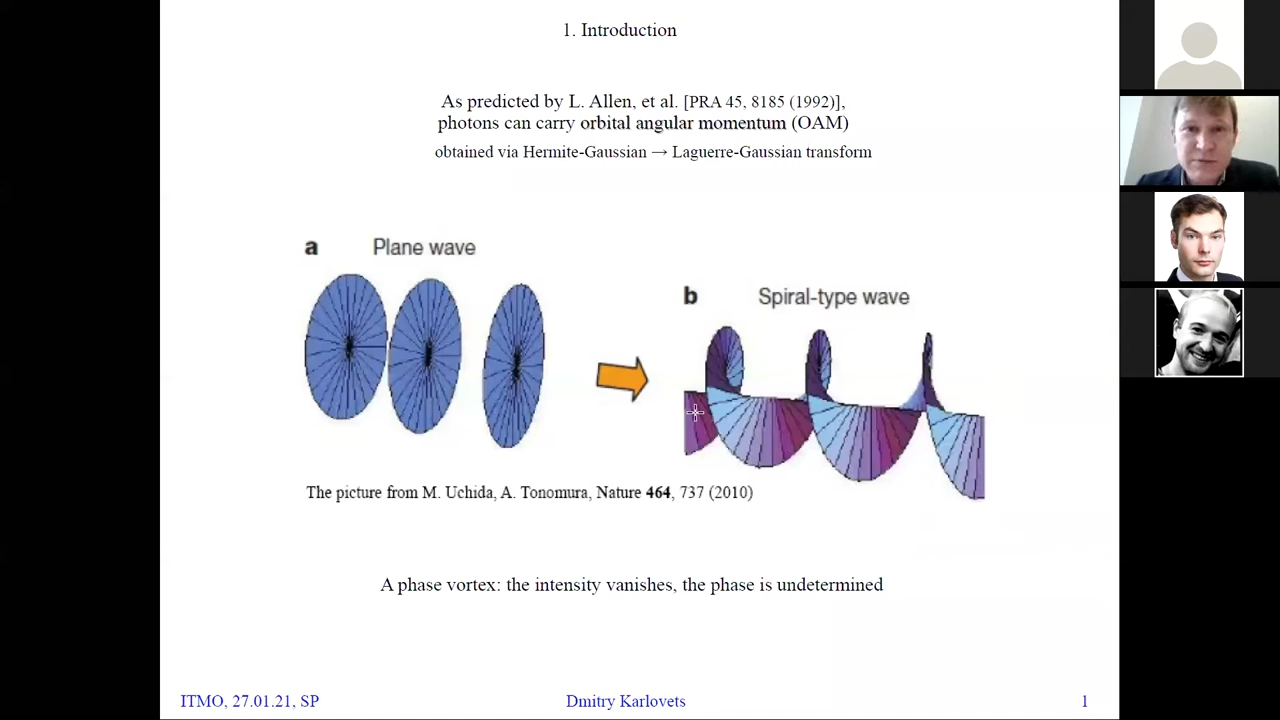 1. Introduction
As predicted by L. Allen, et al. [PRA 45, 8185 (1992)],
photons can carry orbital angular momentum (OAM)
obtained via Hermite-Gaussian → Laguerre-Gaussian transform
a Plane wave
b Spiral-type wave
The picture from M. Uchida, A. Tonomura, Nature 464, 737 (2010)
A phase vortex: the intensity vanishes, the phase is undetermined
ITMO, 27.01.21, SP Dmitry Karlovets 1